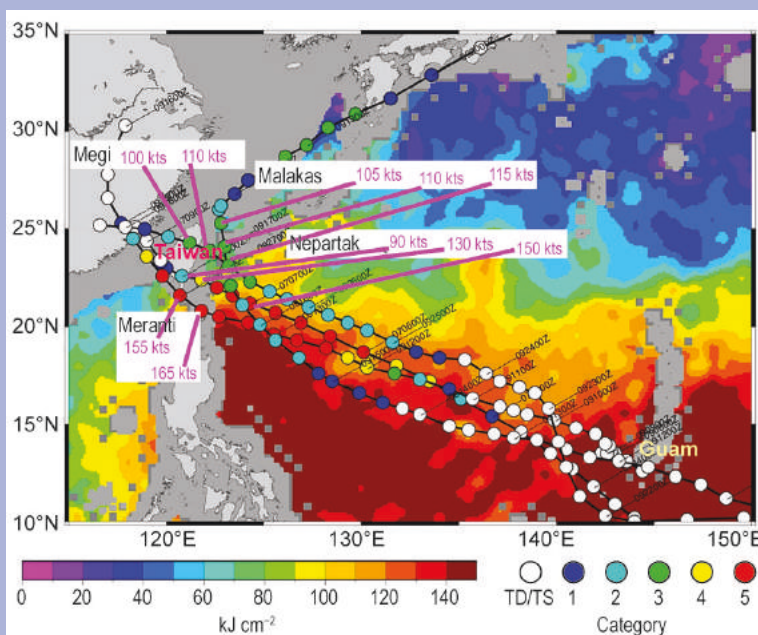 35°N
30°N
25°N
20°N
15°N
10°N
Megi
100 kts
110 kts
Malakas
105 kts
110 kts
115 kts
Taiwan
Nepartak
90 kts
130 kts
150 kts
Meranti
155 kts
165 kts
Guam
092400Z
120°E
130°E
140°E
150°E
0
20
40
60
80
100
120
140
kJ cm⁻²
TD/TS
1
2
3
4
5
Category